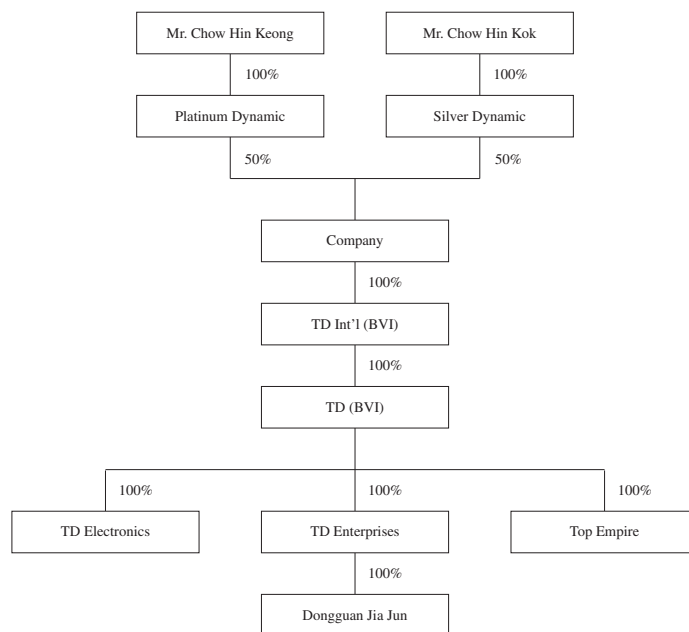 Mr. Chow Hin Keong
Mr. Chow Hin Kok
100%
100%
Platinum Dynamic
Silver Dynamic
50%
50%
Company
100%
TD Int’l (BVI)
100%
TD (BVI)
100%
100%
100%
TD Electronics
TD Enterprises
Top Empire
100%
Dongguan Jia Jun